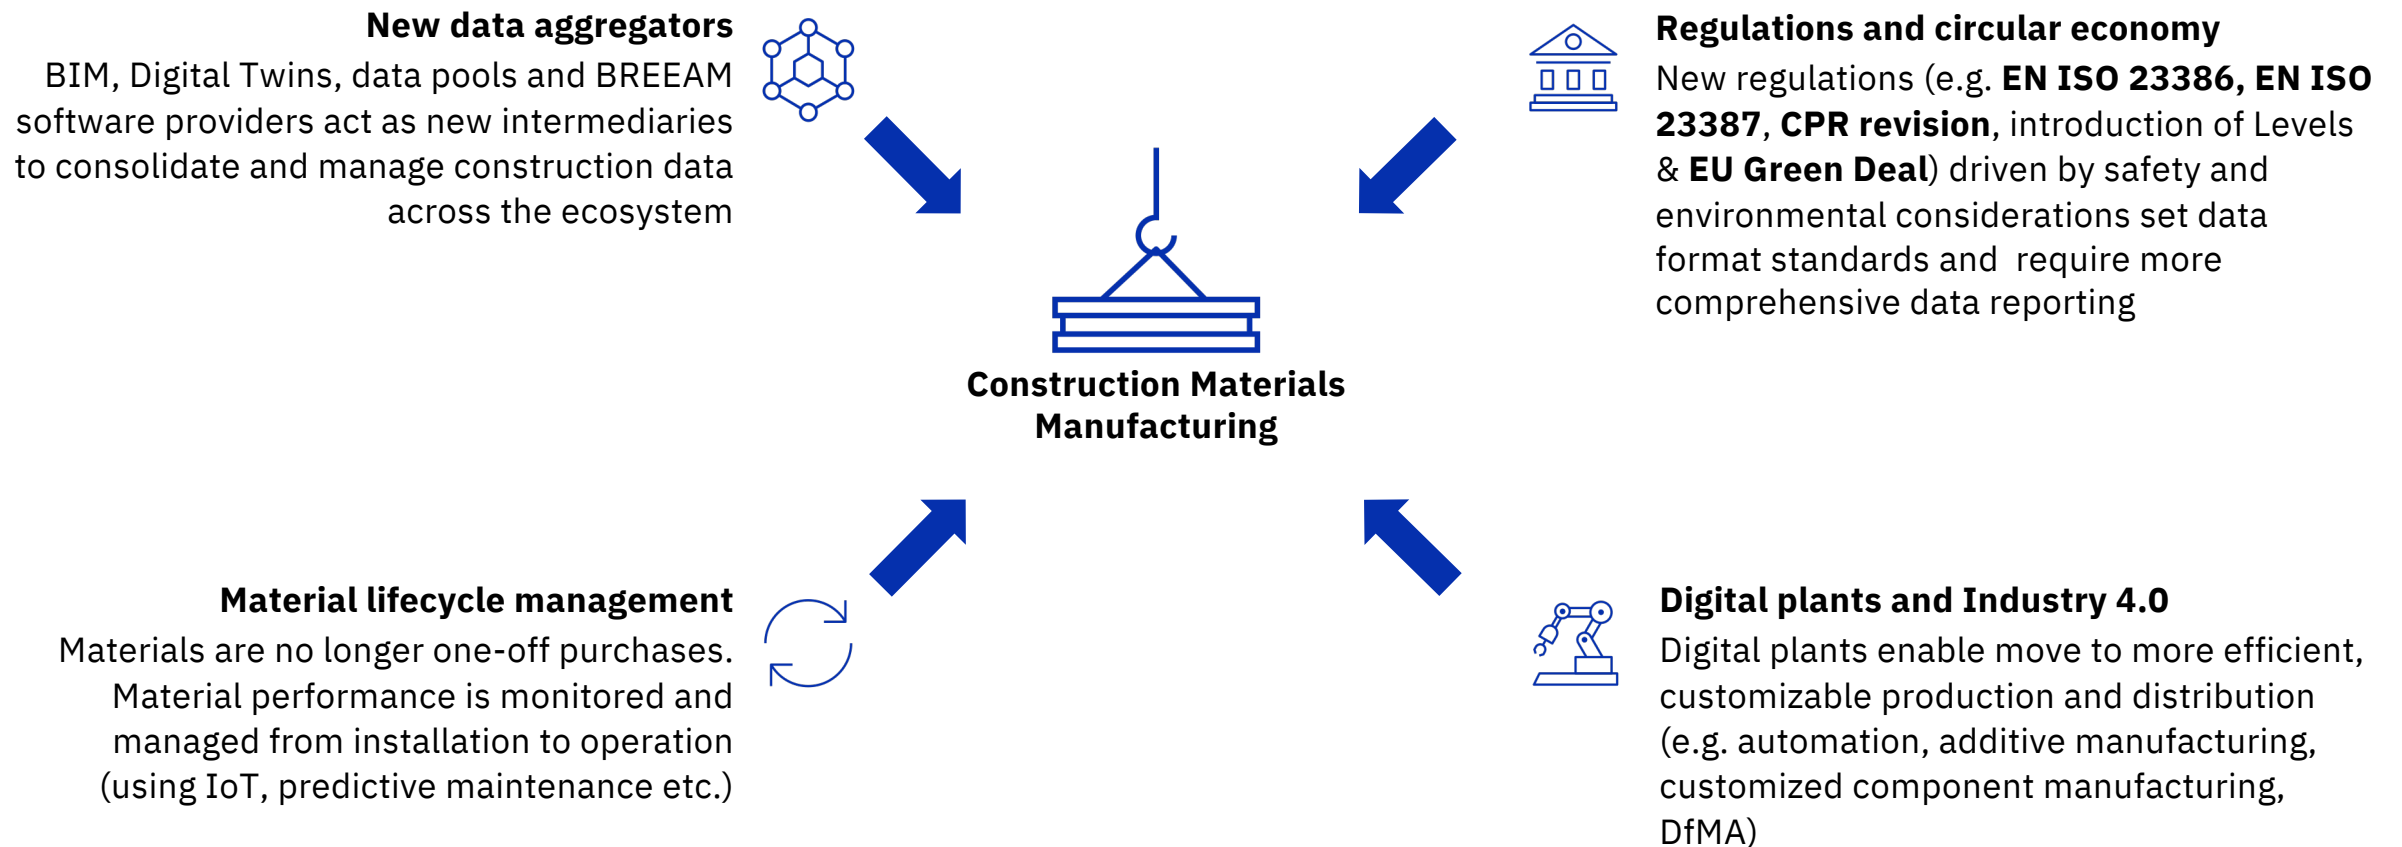 New data aggregators
BIM, Digital Twins, data pools and BREEAM
software providers act as new intermediaries
to consolidate and manage construction data
across the ecosystem
Regulations and circular economy
New regulations (e.g. EN ISO 23386, EN ISO
23387, CPR revision, introduction of Levels
& EU Green Deal) driven by safety and
environmental considerations set data
format standards and  require more
comprehensive data reporting
Construction Materials
Manufacturing
Material lifecycle management
Materials are no longer one-off purchases.
Material performance is monitored and
managed from installation to operation
(using IoT, predictive maintenance etc.)
Digital plants and Industry 4.0
Digital plants enable move to more efficient,
customizable production and distribution
(e.g. automation, additive manufacturing,
customized component manufacturing,
DfMA)